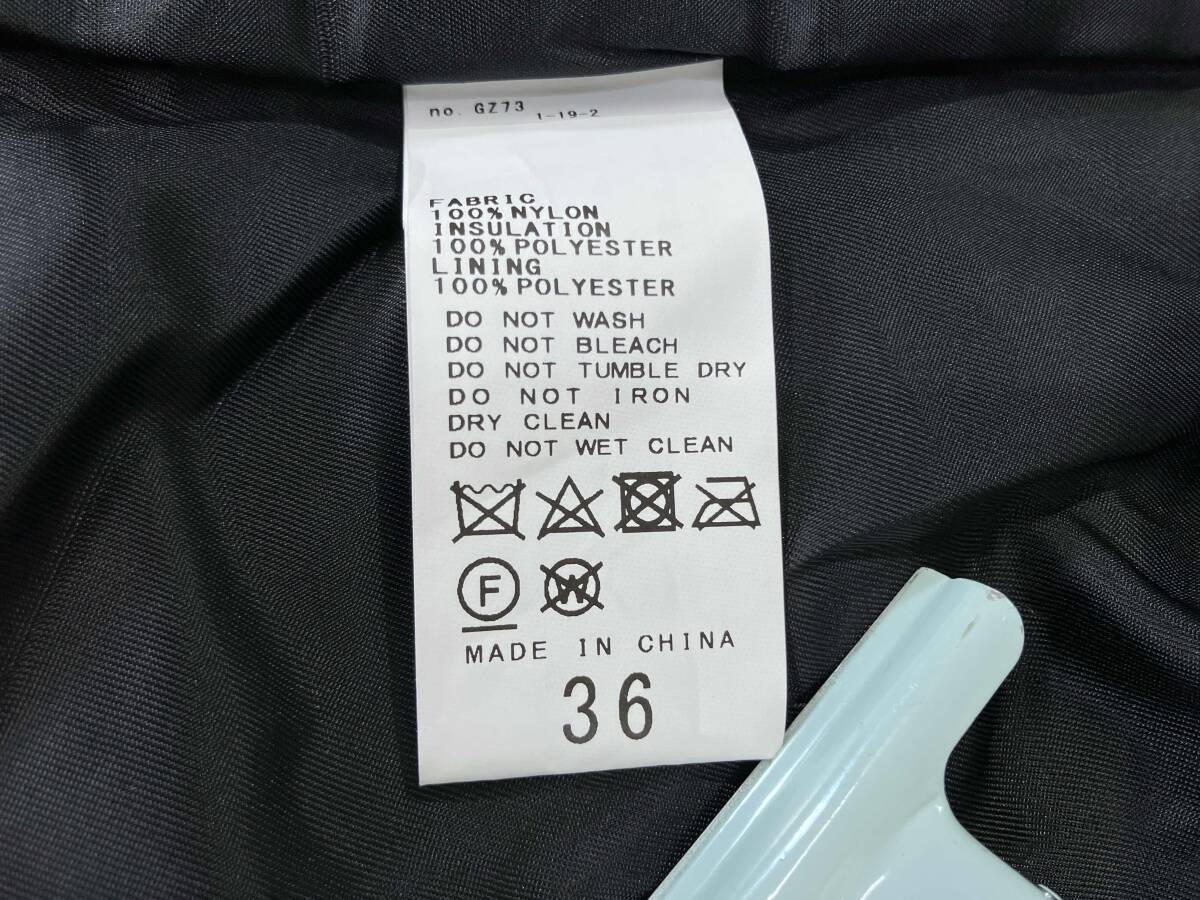 no. GZ73
1-19-2
FABRIC
100%NYLON
INSULATION
100%POLYESTER
LINING
100%POLYESTER
DO NOT WASH
DO NOT BLEACH
DO NOT TUMBLE DRY
DO NOT IRON
DRY CLEAN
DO NOT WET CLEAN
F W
MADE IN CHINA
36